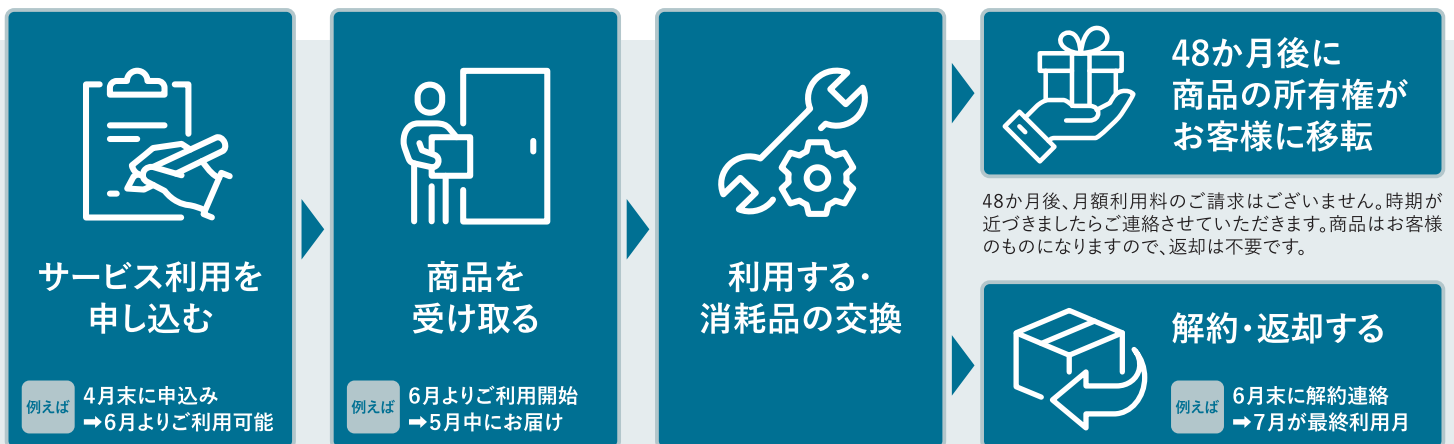 サービス利用を
申し込む
例えば
4月末に申込み
➡6月よりご利用可能
商品を
受け取る
例えば
6月よりご利用開始
➡5月中にお届け
利用する・
消耗品の交換
48か月後に
商品の所有権が
お客様に移転
48か月後、月額利用料のご請求はございません。時期が
近づきましたらご連絡させていただきます。商品はお客様
のものになりますので、返却は不要です。
解約・返却する
例えば
6月末に解約連絡
➡7月が最終利用月